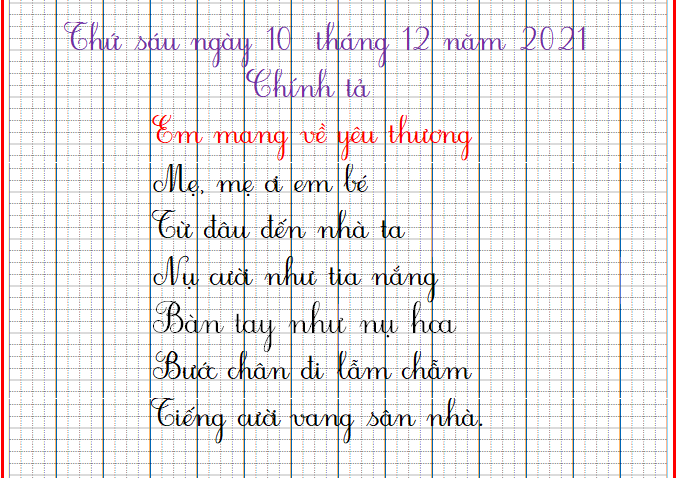 Thứ sáu ngày 10 tháng 12 năm 2021
Chính tả
Em mang về yêu thương
Mẹ, mẹ ơi em bé
Từ đâu đến nhà ta
Nụ cười như tia nắng
Bàn tay như nụ hoa
Bước chân đi lẫm chẫm
Tiếng cười vang sân nhà.